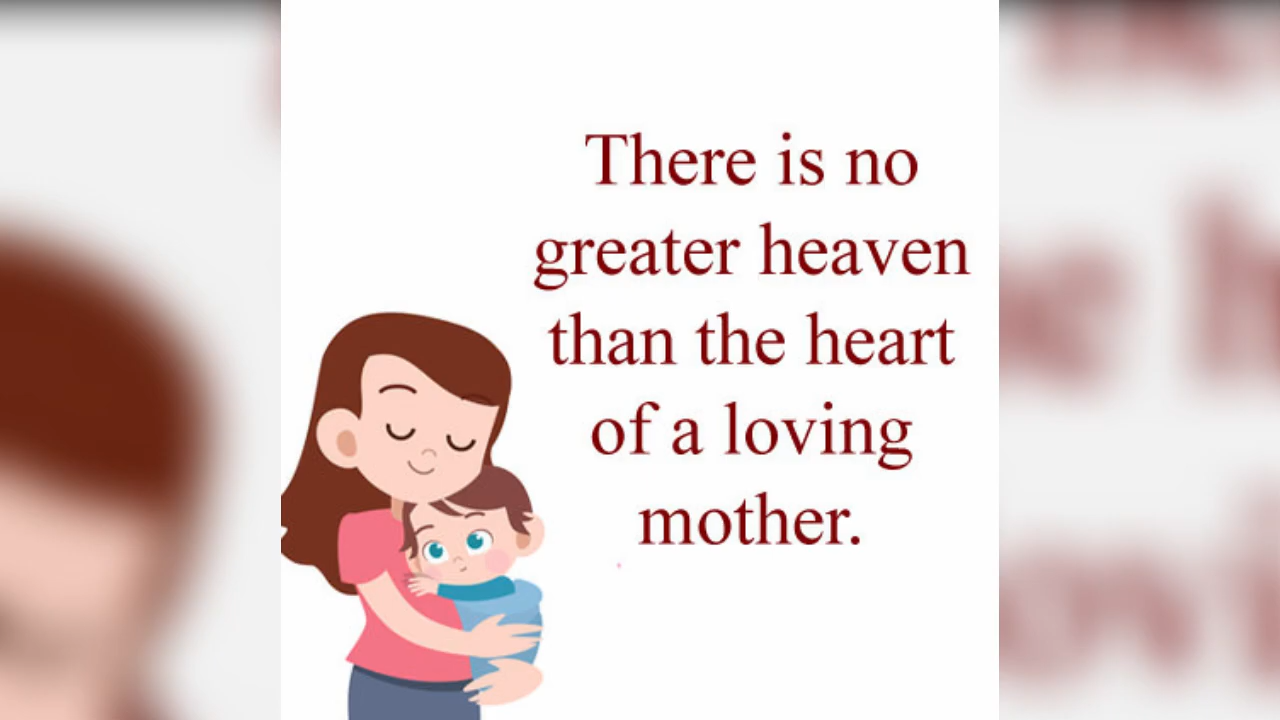 There is no
greater heaven
than the heart
of a loving
mother.